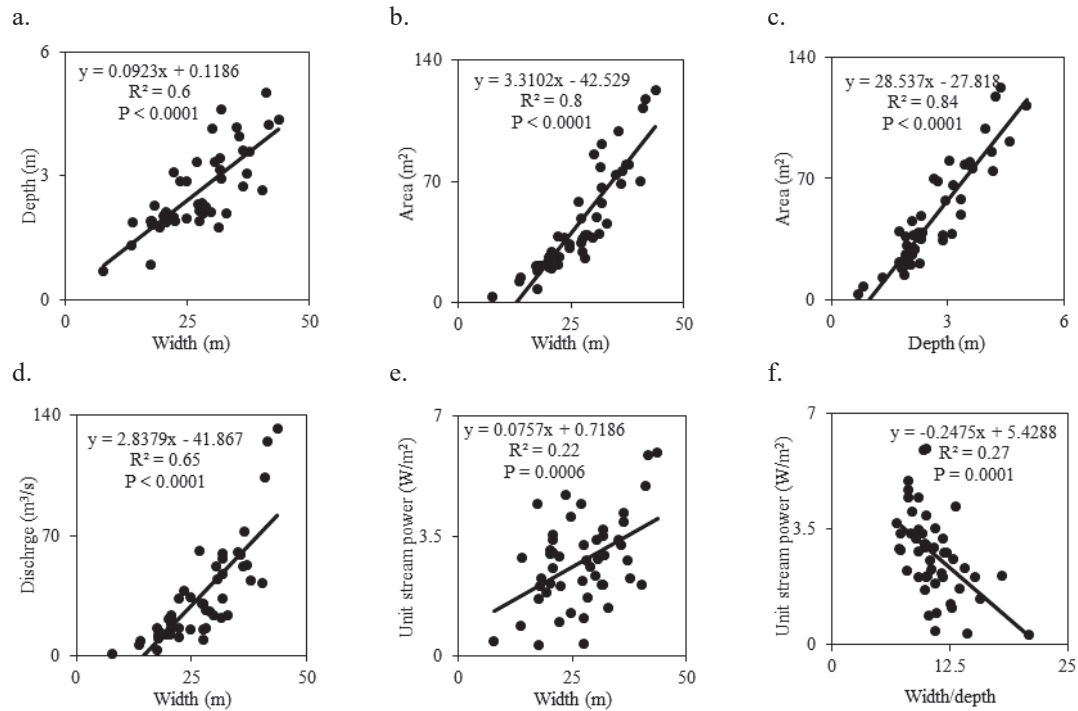 a.
6
y = 0.0923x + 0.1186
R² = 0.6
P < 0.0001
3
0
Depth (m)
0
25
50
Width (m)
b.
140
y = 3.3102x - 42.529
R² = 0.8
P < 0.0001
70
0
Area (m²)
0
25
50
Width (m)
c.
140
y = 28.537x - 27.818
R² = 0.84
P < 0.0001
70
0
Area (m²)
0
3
6
Depth (m)
d.
140
y = 2.8379x - 41.867
R² = 0.65
P < 0.0001
70
0
Dischrge (m³/s)
0
25
50
Width (m)
e.
7
y = 0.0757x + 0.7186
R² = 0.22
P = 0.0006
3.5
0
Unit stream power (W/m²)
0
25
50
Width (m)
f.
7
y = -0.2475x + 5.4288
R² = 0.27
P = 0.0001
3.5
0
Unit stream power (W/m²)
0
12.5
25
Width/depth